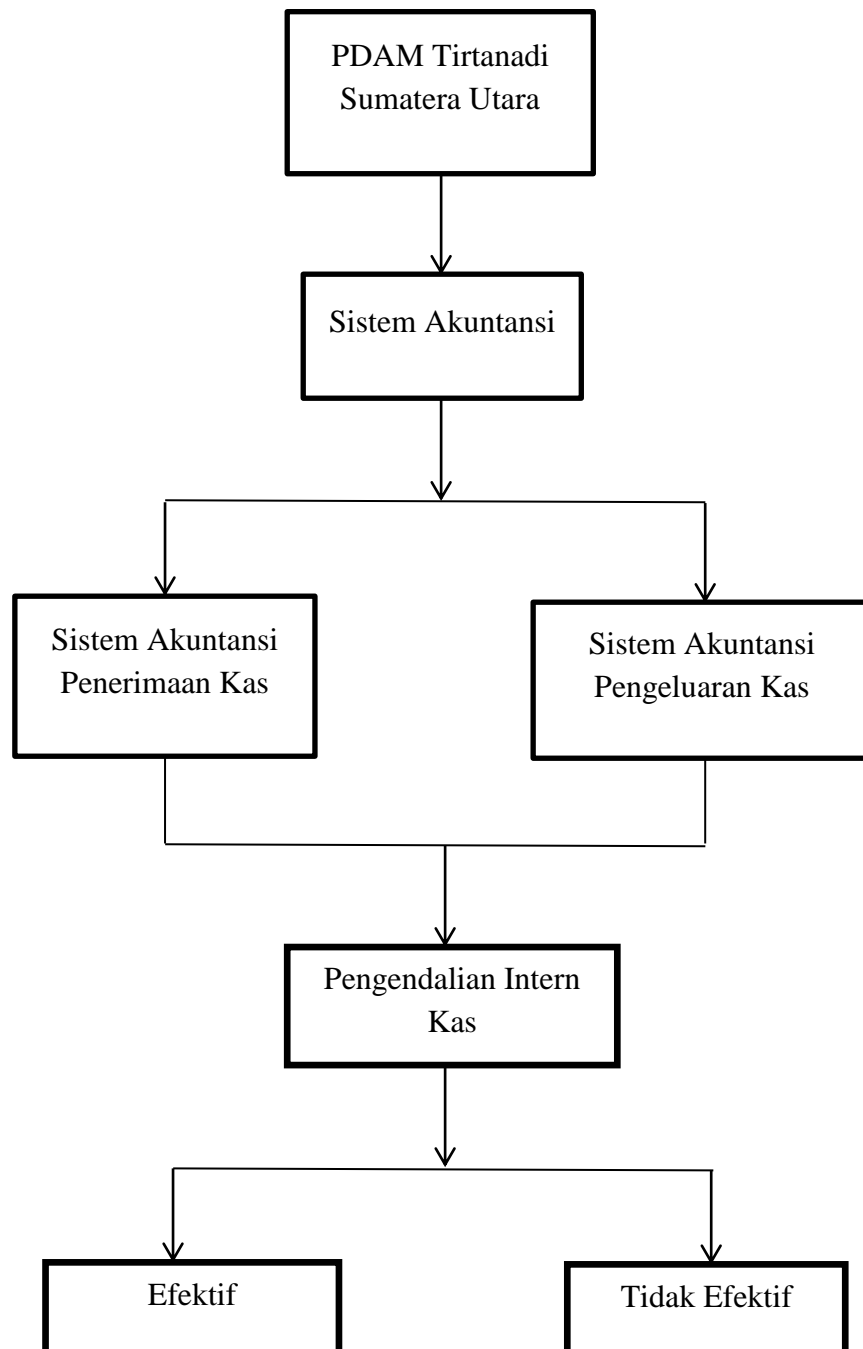 PDAM Tirtanadi
Sumatera Utara
Sistem Akuntansi
Sistem Akuntansi
Penerimaan Kas
Sistem Akuntansi
Pengeluaran Kas
Pengendalian Intern
Kas
Efektif
Tidak Efektif